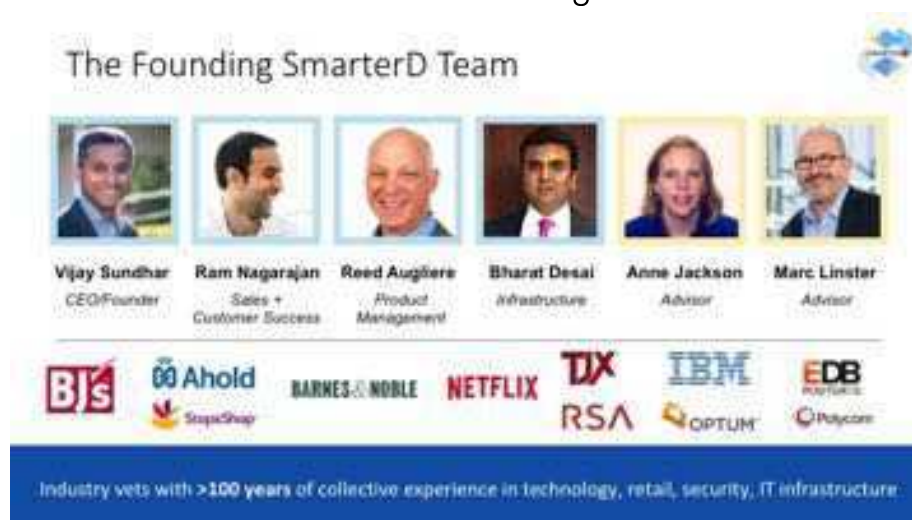 The Founding SmarterD Team
Vijay Sundhar
CEO/Founder
Ram Nagarajan
Sales +
Customer Success
Reed Augliere
Product
Management
Bharat Desai
Infrastructure
Anne Jackson
Advisor
Marc Linster
Advisor
BJ's
Ahold
Stop&Shop
BARNES & NOBLE
NETFLIX
TJX
RSA
IBM
OPTUM
EDB
POSTGRES
Polycom
Industry vets with >100 years of collective experience in technology, retail, security, IT infrastructure